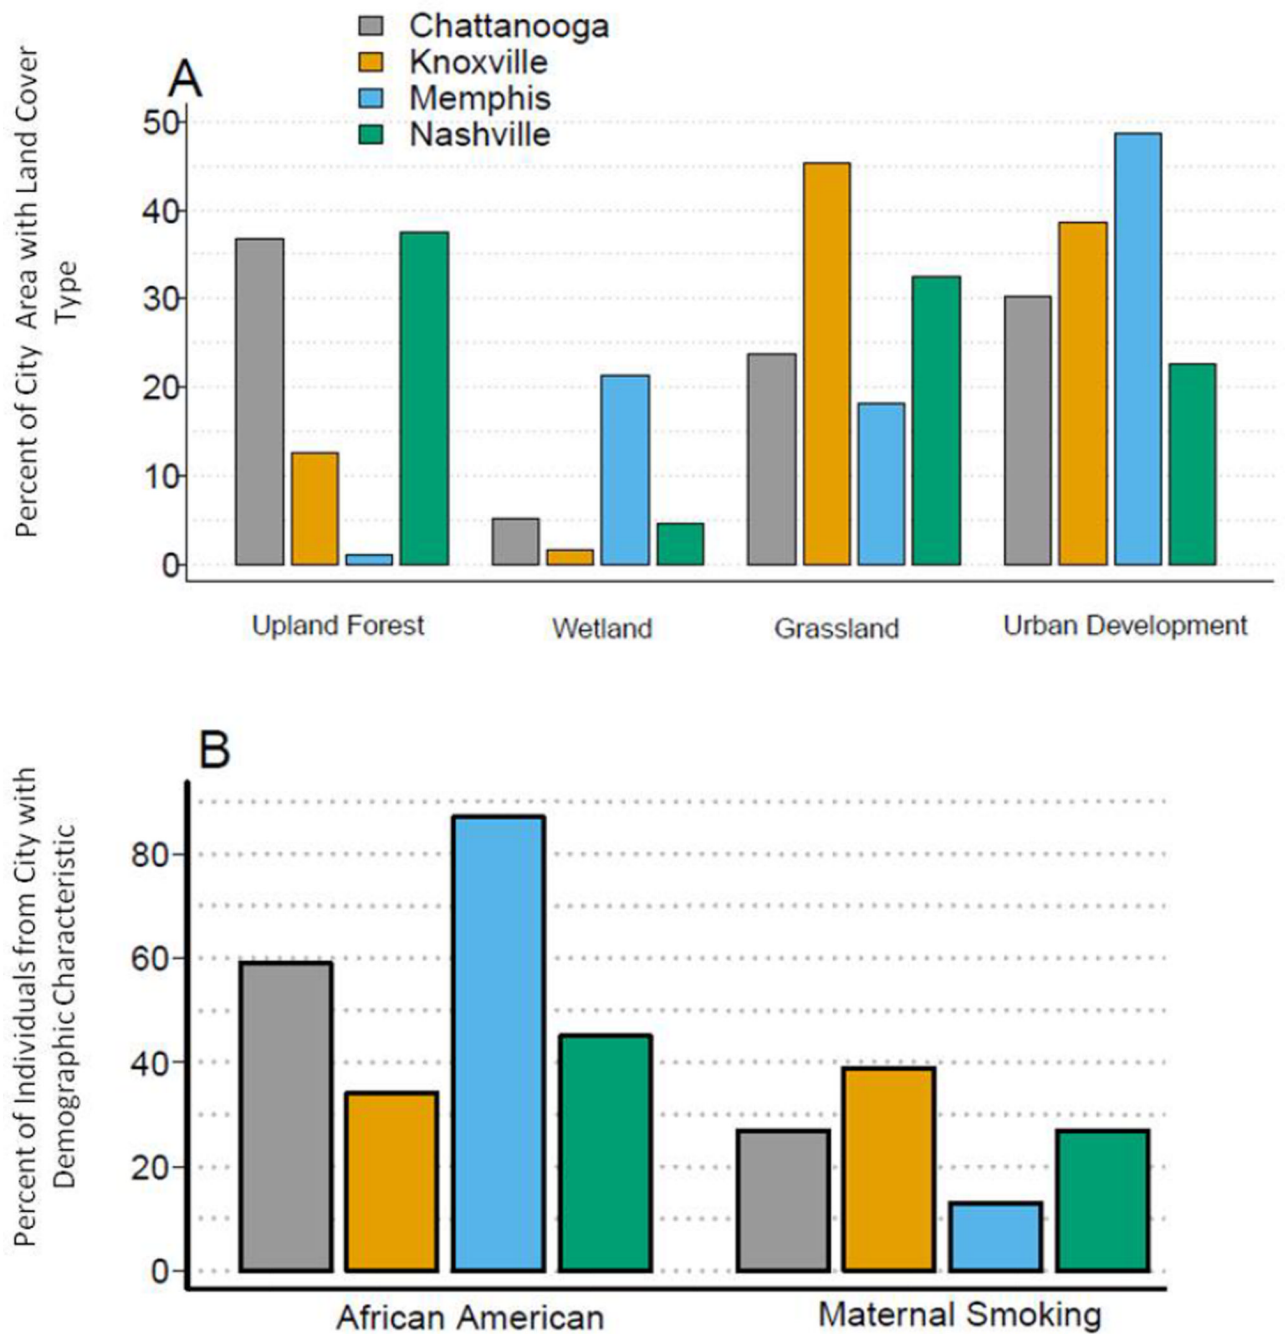 Chattanooga
Knoxville
Memphis
Nashville
A
Percent of City Area with Land Cover
Type
50
40
30
20
10
0
Upland Forest
Wetland
Grassland
Urban Development
B
Percent of Individuals from City with
Demographic Characteristic
80
60
40
20
0
African American
Maternal Smoking